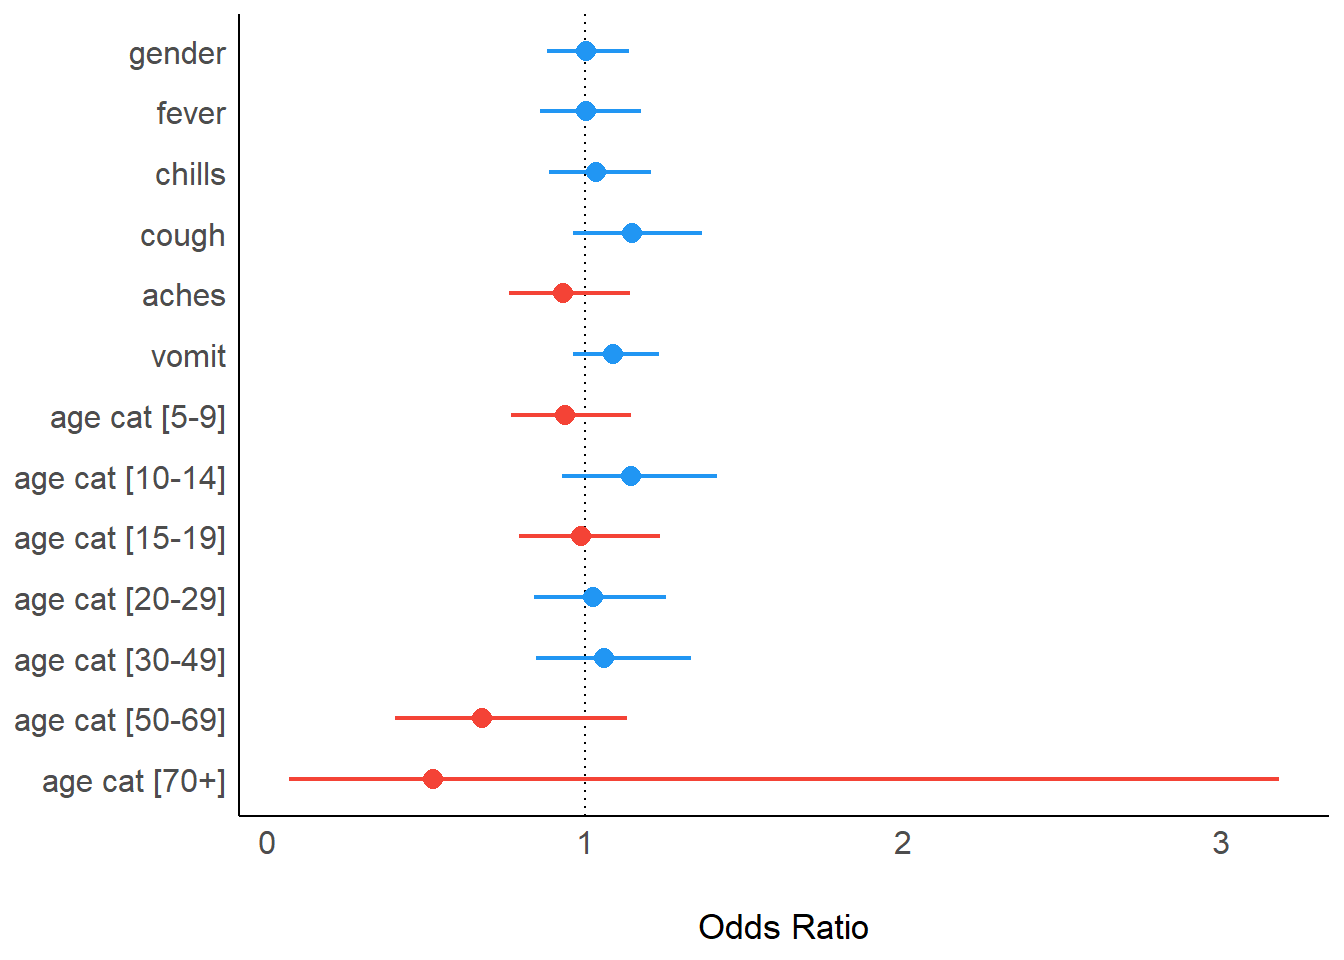 gender
fever
chills
cough
aches
vomit
age cat [5-9]
age cat [10-14]
age cat [15-19]
age cat [20-29]
age cat [30-49]
age cat [50-69]
age cat [70+]
0 1 2 3
Odds Ratio